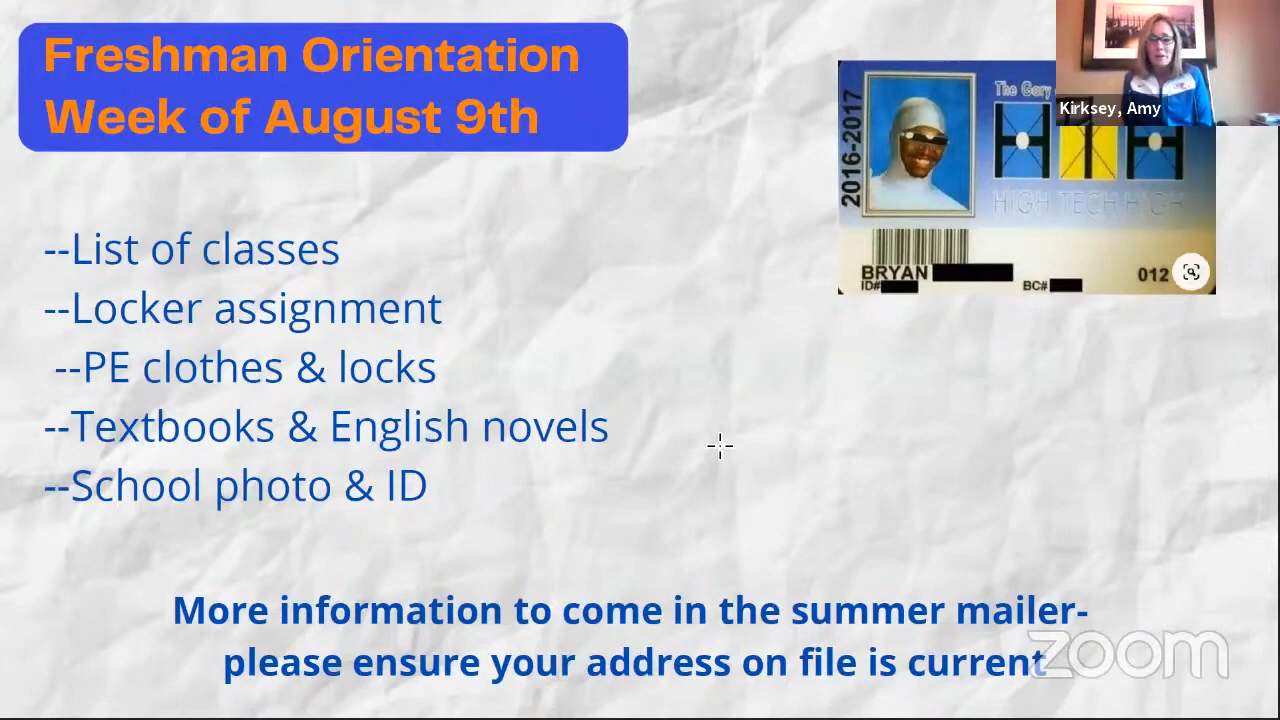 Freshman Orientation
Week of August 9th
--List of classes
--Locker assignment
--PE clothes & locks
--Textbooks & English novels
--School photo & ID
More information to come in the summer mailer-
please ensure your address on file is current
Kirksey, Amy
The Gary
2016-2017
HIGH TECH HIGH
BRYAN
012
ID#
BC#
zoom